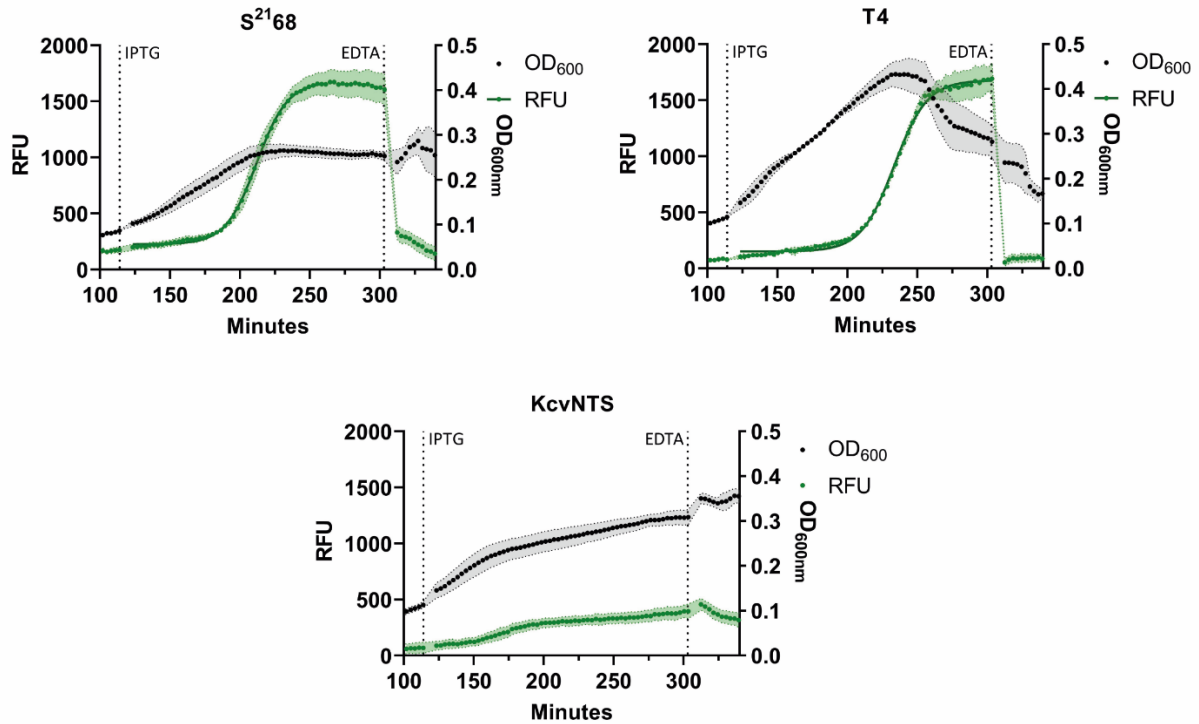 S²¹68
IPTG
EDTA
OD₆₀₀
RFU
2000
1500
1000
500
0
RFU
0.5
0.4
0.3
0.2
0.1
0.0
OD₆₀₀nm
100
150
200
250
300
Minutes
T4
IPTG
EDTA
OD₆₀₀
RFU
2000
1500
1000
500
0
RFU
0.5
0.4
0.3
0.2
0.1
0.0
OD₆₀₀nm
100
150
200
250
300
Minutes
KcvNTS
IPTG
EDTA
OD₆₀₀
RFU
2000
1500
1000
500
0
RFU
0.5
0.4
0.3
0.2
0.1
0.0
OD₆₀₀nm
100
150
200
250
300
Minutes